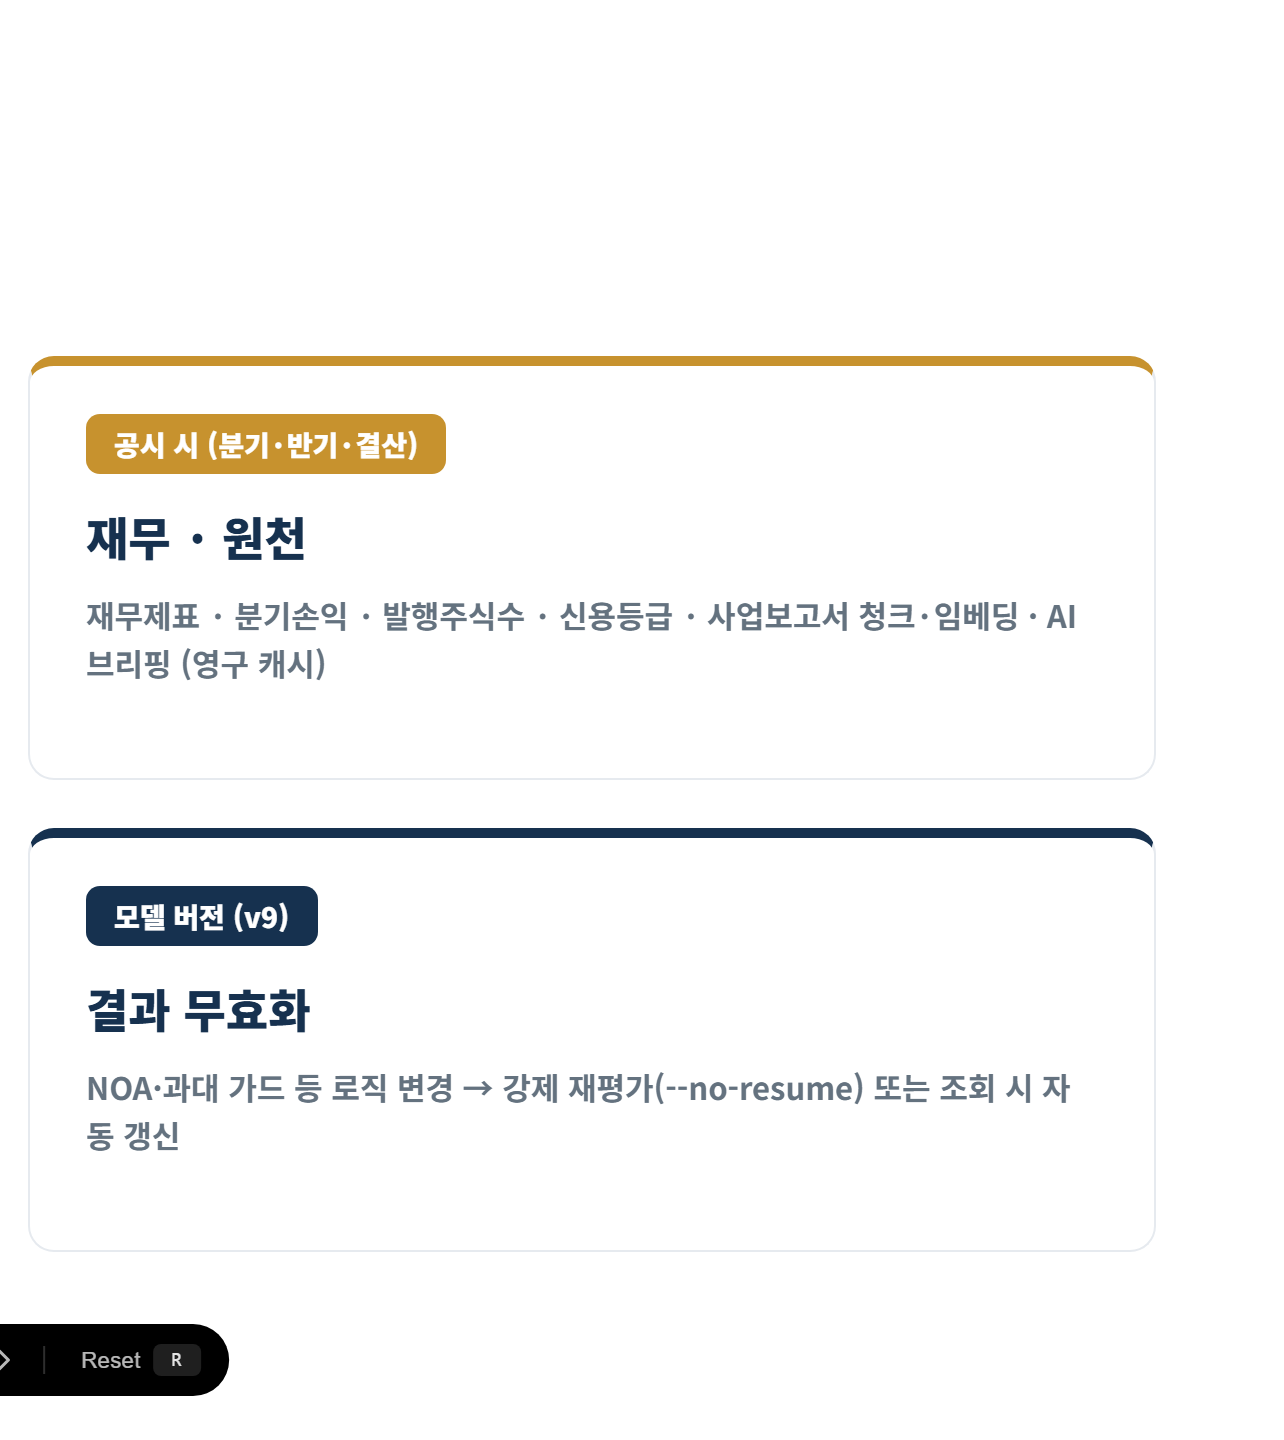 공시 시 (분기·반기·결산)
재무 · 원천
재무제표 · 분기손익 · 발행주식수 · 신용등급 · 사업보고서 청크·임베딩 · AI
브리핑 (영구 캐시)
모델 버전 (v9)
결과 무효화
NOA·과대 가드 등 로직 변경 → 강제 재평가(--no-resume) 또는 조회 시 자
동 갱신
Reset R